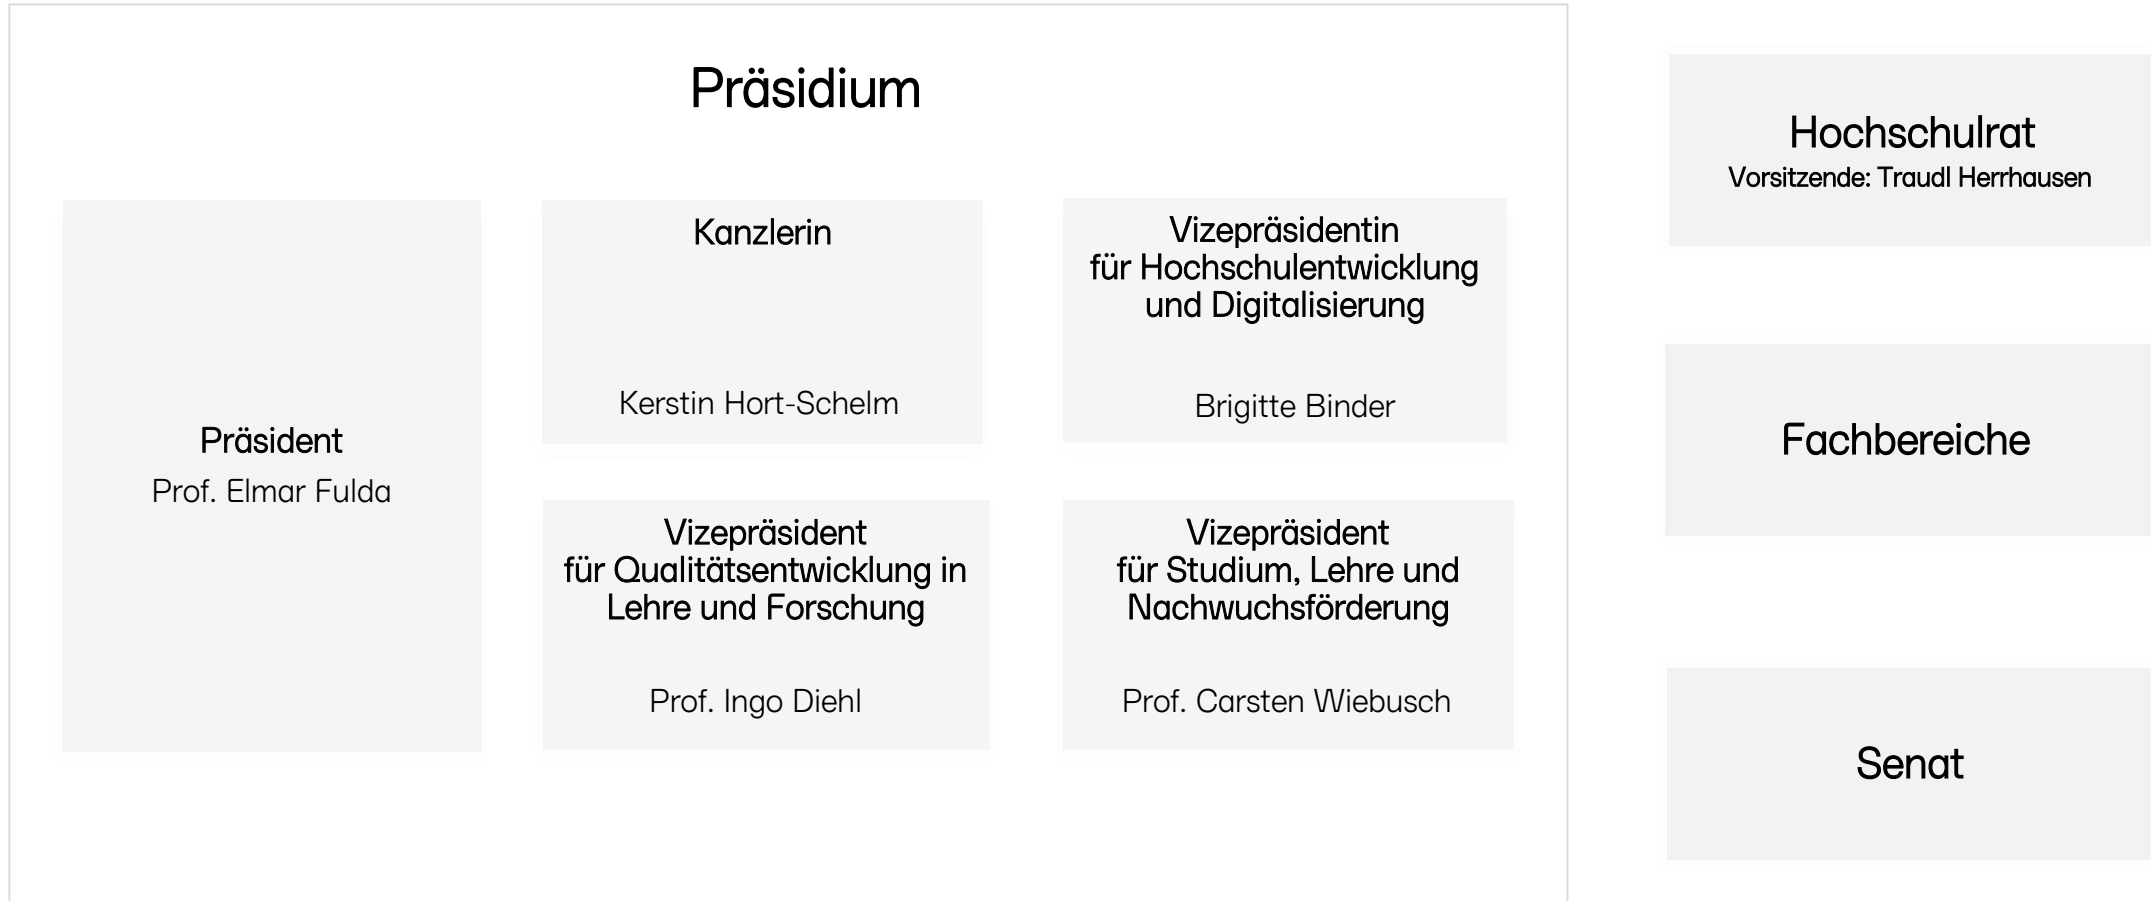 Präsidium
Präsident
Prof. Elmar Fulda
Kanzlerin
Kerstin Hort-Schelm
Vizepräsidentin
für Hochschulentwicklung
und Digitalisierung
Brigitte Binder
Vizepräsident
für Qualitätsentwicklung in
Lehre und Forschung
Prof. Ingo Diehl
Vizepräsident
für Studium, Lehre und
Nachwuchsförderung
Prof. Carsten Wiebusch
Hochschulrat
Vorsitzende: Traudl Herrhausen
Fachbereiche
Senat